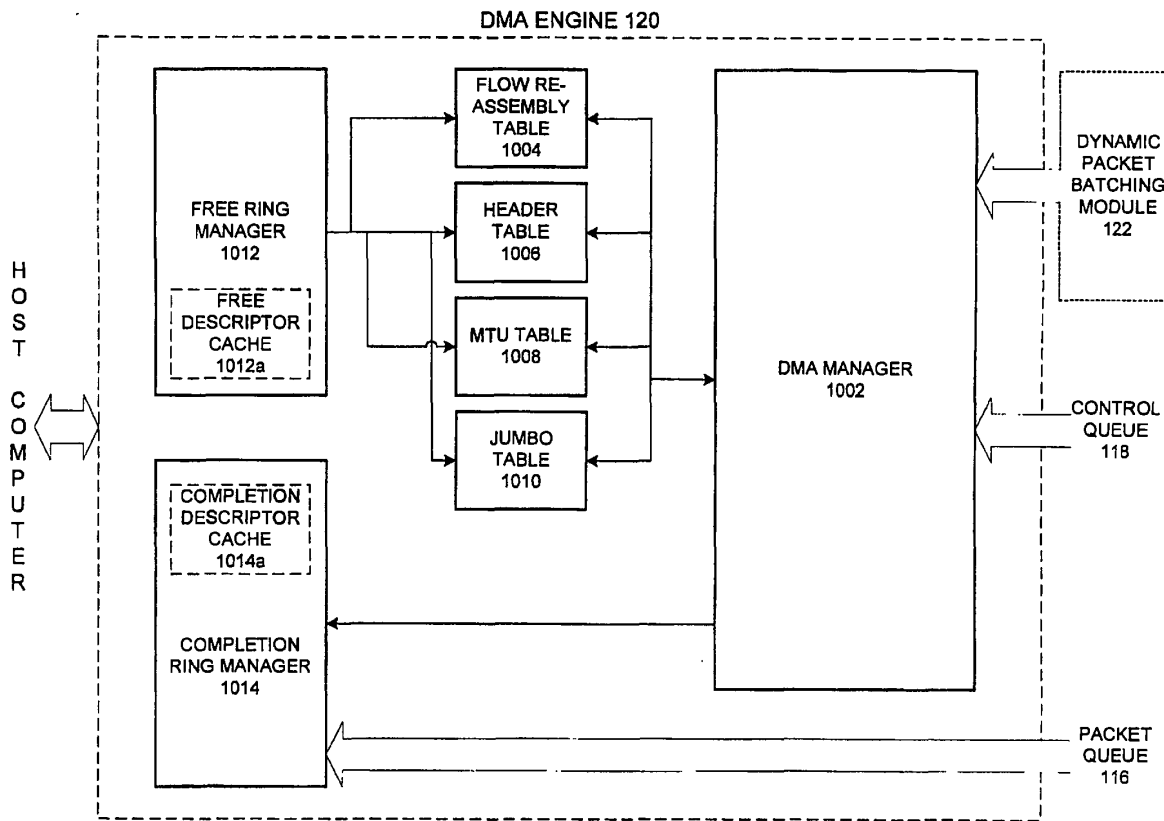 DMA ENGINE 120
FREE RING
MANAGER
1012
FREE
DESCRIPTOR
CACHE
1012a
FLOW RE-
ASSEMBLY
TABLE
1004
HEADER
TABLE
1006
MTU TABLE
1008
JUMBO
TABLE
1010
DMA MANAGER
1002
DYNAMIC
PACKET
BATCHING
MODULE
122
CONTROL
QUEUE
118
HOST COMPUTER
COMPLETION
DESCRIPTOR
CACHE
1014a
COMPLETION
RING MANAGER
1014
PACKET
QUEUE
116